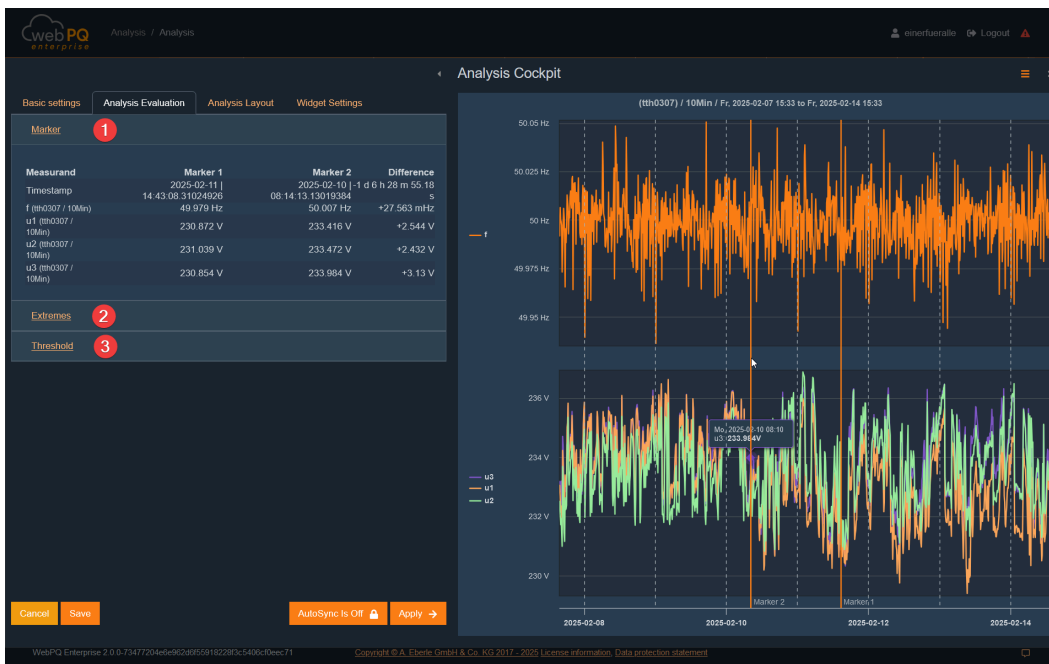 webPQ
enterprise
Analysis / Analysis
einerfueralle
Logout
Analysis Cockpit
Basic settings
Analysis Evaluation
Analysis Layout
Widget Settings
Marker
1
Measurand
Marker 1
Marker 2
Difference
Timestamp
2025-02-11 |
14:43:08.31024926
2025-02-10 |
08:14:13.13019384
-1 d 6 h 28 m 55.18
s
f (tth0307 / 10Min)
49.979 Hz
50.007 Hz
+27.563 mHz
u1 (tth0307 /
10Min)
230.872 V
233.416 V
+2.544 V
u2 (tth0307 /
10Min)
231.039 V
233.472 V
+2.432 V
u3 (tth0307 /
10Min)
230.854 V
233.984 V
+3.13 V
Extremes
2
Threshold
3
Cancel
Save
AutoSync Is Off
Apply
(tth0307) / 10Min / Fr, 2025-02-07 15:33 to Fr, 2025-02-14 15:33
50.05 Hz
50.025 Hz
50 Hz
49.975 Hz
49.95 Hz
f
236 V
234 V
232 V
230 V
u3
u1
u2
Mo, 2025-02-10 08:10
u3: 233.984V
Marker 2
Marker 1
2025-02-08
2025-02-10
2025-02-12
2025-02-14
WebPQ Enterprise 2.0.0-73477204e6e962d6f55918228f3c5406cf0eec71
Copyright © A. Eberle GmbH & Co. KG 2017 - 2025 License information, Data protection statement